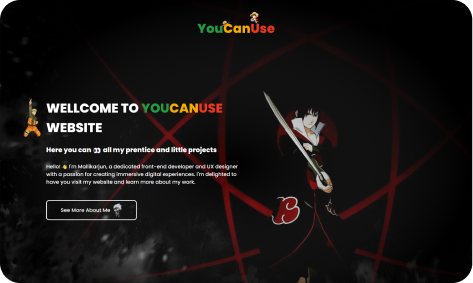 YouCanUse
WELLCOME TO YOUCANUSE
WEBSITE
Here you can 👀 all my prentice and little projects
Hello! 👋 I'm Mallikarjun, a dedicated front-end developer and UX designer
with a passion for creating immersive digital experiences. I'm delighted to
have you visit my website and learn more about my work.
See More About Me